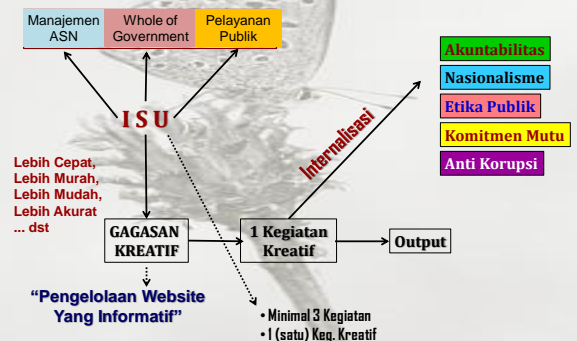 Manajemen
ASN
Whole of
Government
Pelayanan
Publik
I S U
Akuntabilitas
Nasionalisme
Etika Publik
Komitmen Mutu
Anti Korupsi
Internalisasi
Lebih Cepat,
Lebih Murah,
Lebih Mudah,
Lebih Akurat
... dst
GAGASAN
KREATIF
1 Kegiatan
Kreatif
Output
“Pengelolaan Website
Yang Informatif”
• Minimal 3 Kegiatan
• 1 (satu) Keg. Kreatif